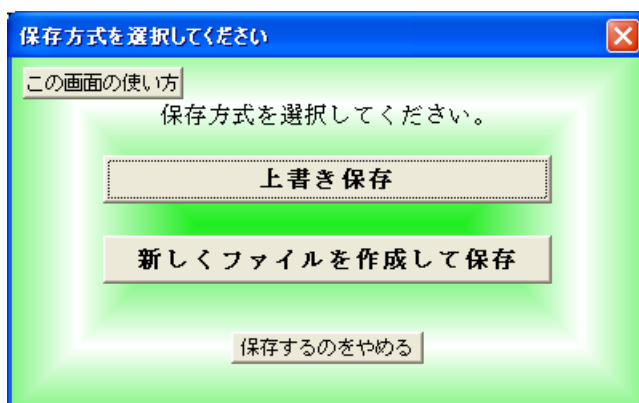 保存方式を選択してください
この画面の使い方
保存方式を選択してください。
上書き保存
新しくファイルを作成して保存
保存するのをやめる